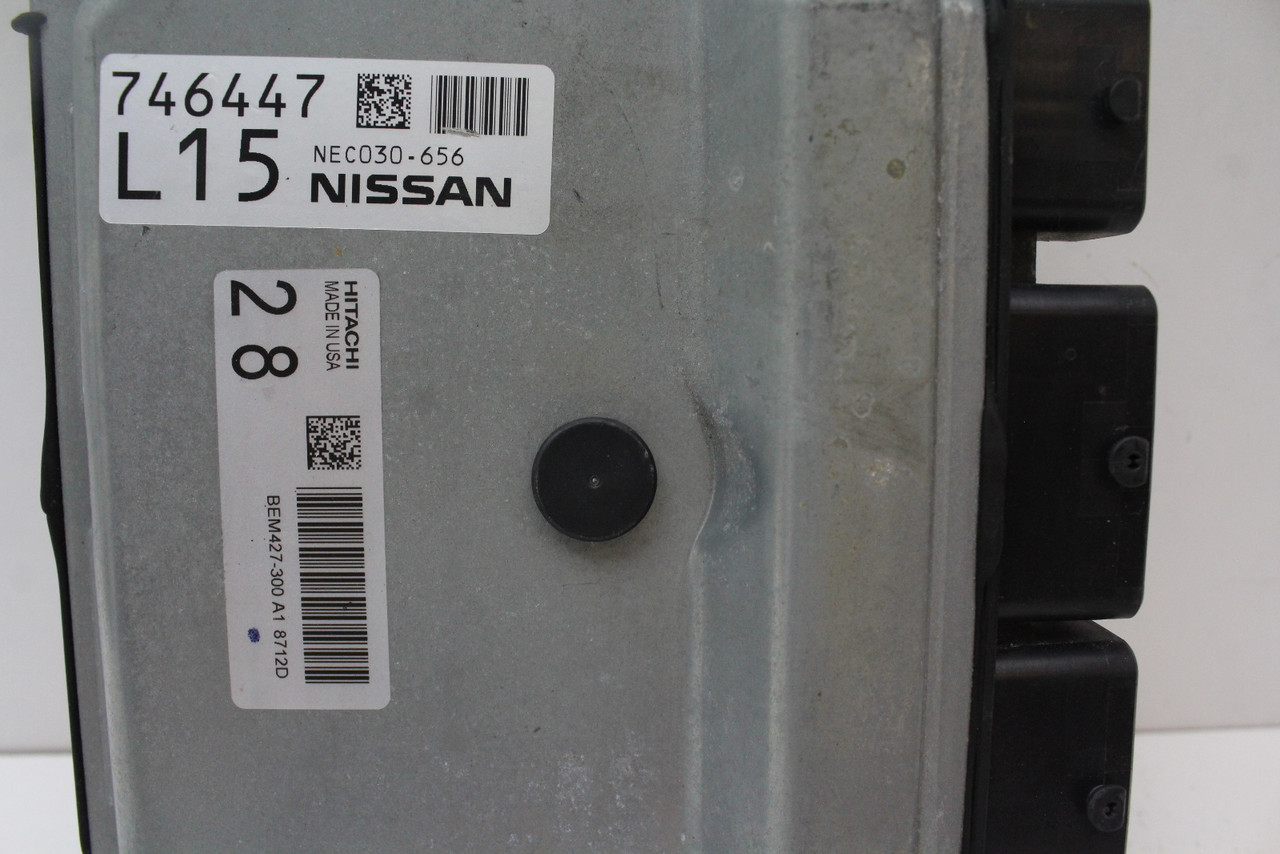 746447
L15
NEC030-656
NISSAN
HITACHI
MADE IN USA
28
BEM427-300 A1 8712D